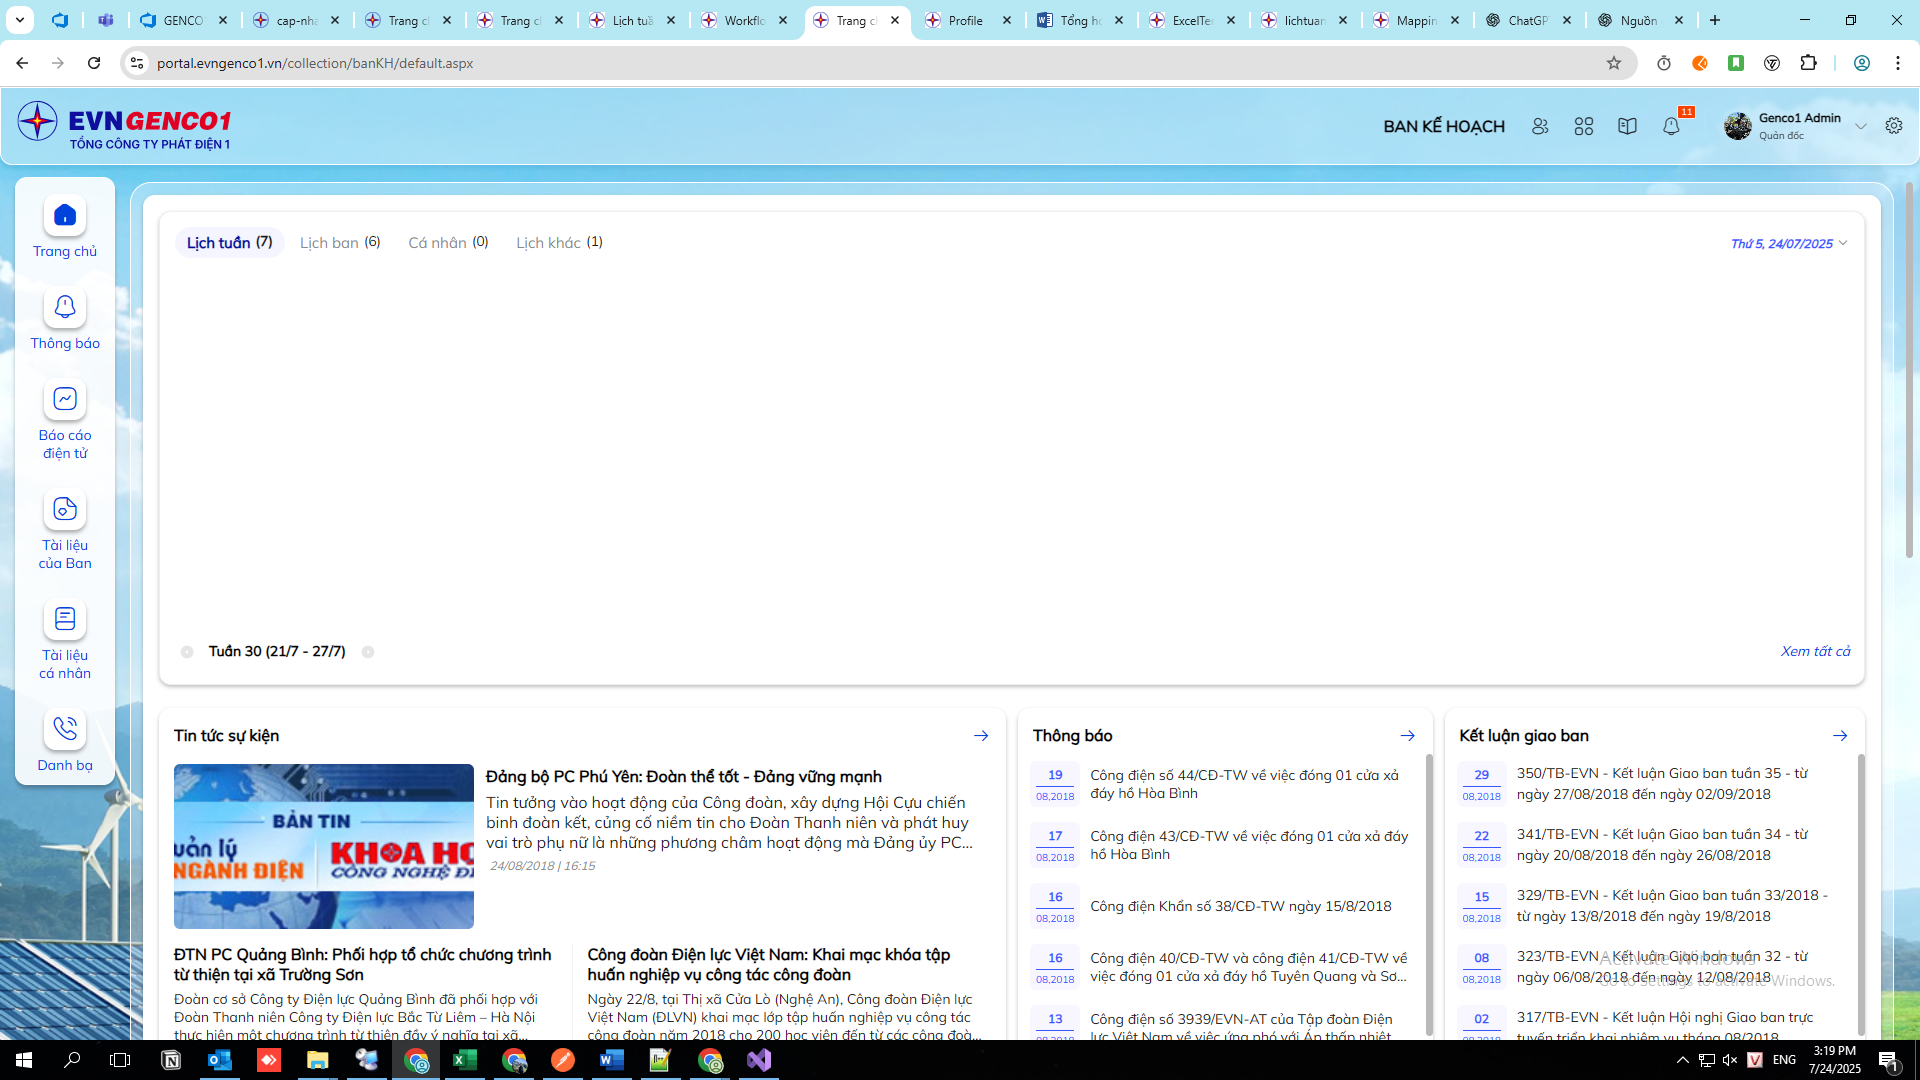 GENCO
cap-nha
Trang c
Trang c
Lịch tuầ
Workflo
Trang c
Profile
Tổng h
ExcelTe
lichtuan
Mappin
ChatGP
Nguồn
portal.evngenco1.vn/collection/banKH/default.aspx
EVNGENCO1
TỔNG CÔNG TY PHÁT ĐIỆN 1
BAN KẾ HOẠCH
11
Genco1 Admin
Quản đốc
Trang chủ
Thông báo
Báo cáo
điện tử
Tài liệu
của Ban
Tài liệu
cá nhân
Danh bạ
Lịch tuần (7)
Lịch ban (6)
Cá nhân (0)
Lịch khác (1)
Thứ 5, 24/07/2025
Tuần 30 (21/7 - 27/7)
Xem tất cả
Tin tức sự kiện
BẢN TIN
uản lý
NGÀNH ĐIỆN
KHOA HỌ
CÔNG NGHỆ ĐI
Đảng bộ PC Phú Yên: Đoàn thể tốt - Đảng vững mạnh
Tin tưởng vào hoạt động của Công đoàn, xây dựng Hội Cựu chiến
binh đoàn kết, củng cố niềm tin cho Đoàn Thanh niên và phát huy
vai trò phụ nữ là những phương châm hoạt động mà Đảng ủy PC...
24/08/2018 | 16:15
ĐTN PC Quảng Bình: Phối hợp tổ chức chương trình
từ thiện tại xã Trường Sơn
Đoàn cơ sở Công ty Điện lực Quảng Bình đã phối hợp với
Đoàn Thanh niên Công ty Điện lực Bắc Từ Liêm – Hà Nội
thực hiện một chương trình từ thiện đầy ý nghĩa tại xã...
Công đoàn Điện lực Việt Nam: Khai mạc khóa tập
huấn nghiệp vụ công tác công đoàn
Ngày 22/8, tại Thị xã Cửa Lò (Nghệ An), Công đoàn Điện lực
Việt Nam (ĐLVN) khai mạc lớp tập huấn nghiệp vụ công tác
công đoàn năm 2018 cho 200 học viên đến từ các công đoà...
Thông báo
19
08,2018
Công điện số 44/CĐ-TW về việc đóng 01 cửa xả
đáy hồ Hòa Bình
17
08,2018
Công điện 43/CĐ-TW về việc đóng 01 cửa xả đáy
hồ Hòa Bình
16
08,2018
Công điện Khẩn số 38/CĐ-TW ngày 15/8/2018
16
08,2018
Công điện 40/CĐ-TW và công điện 41/CĐ-TW về
việc đóng 01 cửa xả đáy hồ Tuyên Quang và Sơ...
13
08,2018
Công điện số 3939/EVN-AT của Tập đoàn Điện
lực Việt Nam về việc ứng phó với Áp thấp nhiệt
Kết luận giao ban
29
08,2018
350/TB-EVN - Kết luận Giao ban tuần 35 - từ
ngày 27/08/2018 đến ngày 02/09/2018
22
08,2018
341/TB-EVN - Kết luận Giao ban tuần 34 - từ
ngày 20/08/2018 đến ngày 26/08/2018
15
08,2018
329/TB-EVN - Kết luận Giao ban tuần 33/2018 -
từ ngày 13/8/2018 đến ngày 19/8/2018
08
08,2018
323/TB-EVN - Kết luận Giao ban tuần 32 - từ
ngày 06/08/2018 đến ngày 12/08/2018
02
08,2018
317/TB-EVN - Kết luận Hội nghị Giao ban trực
tuyến triển khai nhiệm vụ tháng 08/2018
Activate Windows
Go to Settings to activate Windows.
ENG
3:19 PM
7/24/2025
1